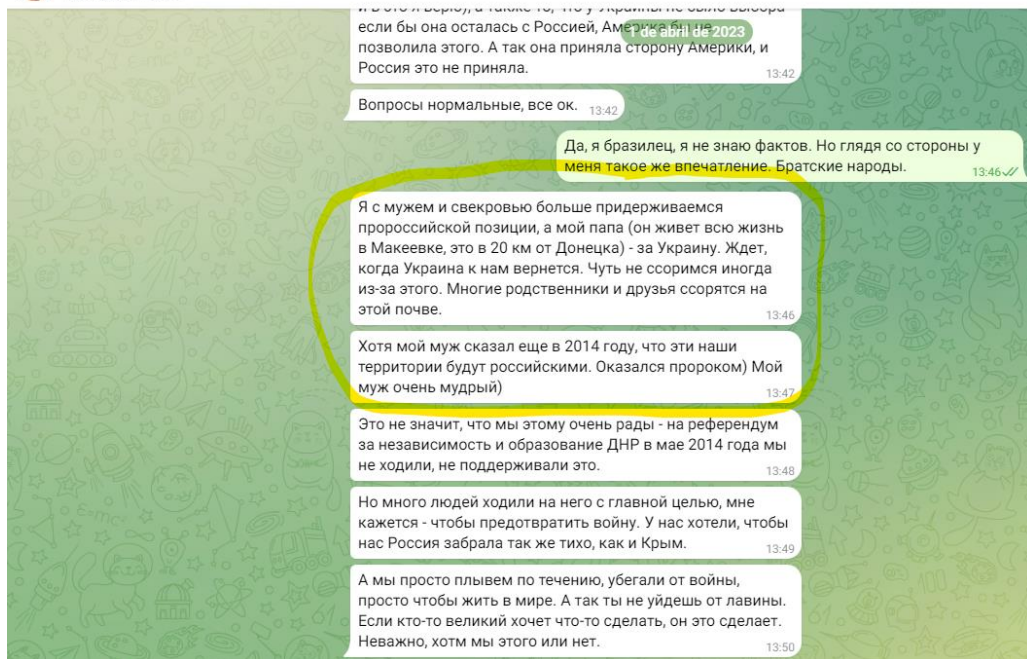 если бы она осталась с Россией, Америка бы не
1 de abril de 2023
позволила этого. А так она приняла сторону Америки, и
Россия это не приняла.
13:42
Вопросы нормальные, все ок. 13:42
Да, я бразилец, я не знаю фактов. Но глядя со стороны у
меня такое же впечатление. Братские народы.
13:46
Я с мужем и свекровью больше придерживаемся
пророссийской позиции, а мой папа (он живет всю жизнь
в Макеевке, это в 20 км от Донецка) - за Украину. Ждет,
когда Украина к нам вернется. Чуть не ссоримся иногда
из-за этого. Многие родственники и друзья ссорятся на
этой почве.
13:46
Хотя мой муж сказал еще в 2014 году, что эти наши
территории будут российскими. Оказался пророком) Мой
муж очень мудрый)
13:47
Это не значит, что мы этому очень рады - на референдум
за независимость и образование ДНР в мае 2014 года мы
не ходили, не поддерживали это.
13:48
Но много людей ходили на него с главной целью, мне
кажется - чтобы предотвратить войну. У нас хотели, чтобы
нас Россия забрала так же тихо, как и Крым.
13:49
А мы просто плывем по течению, убегали от войны,
просто чтобы жить в мире. А так ты не уйдешь от лавины.
Если кто-то великий хочет что-то сделать, он это сделает.
Неважно, хотм мы этого или нет.
13:50